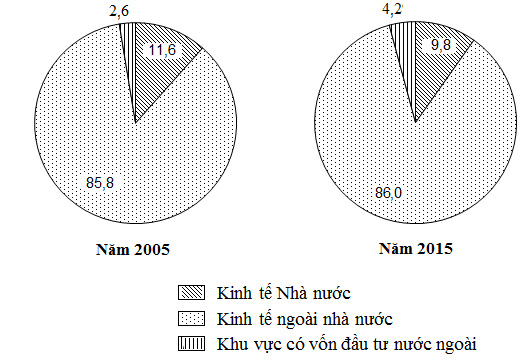 2,6
11,6
85,8
Năm 2005
4,2
9,8
86,0
Năm 2015
Kinh tế Nhà nước
Kinh tế ngoài nhà nước
Khu vực có vốn đầu tư nước ngoài